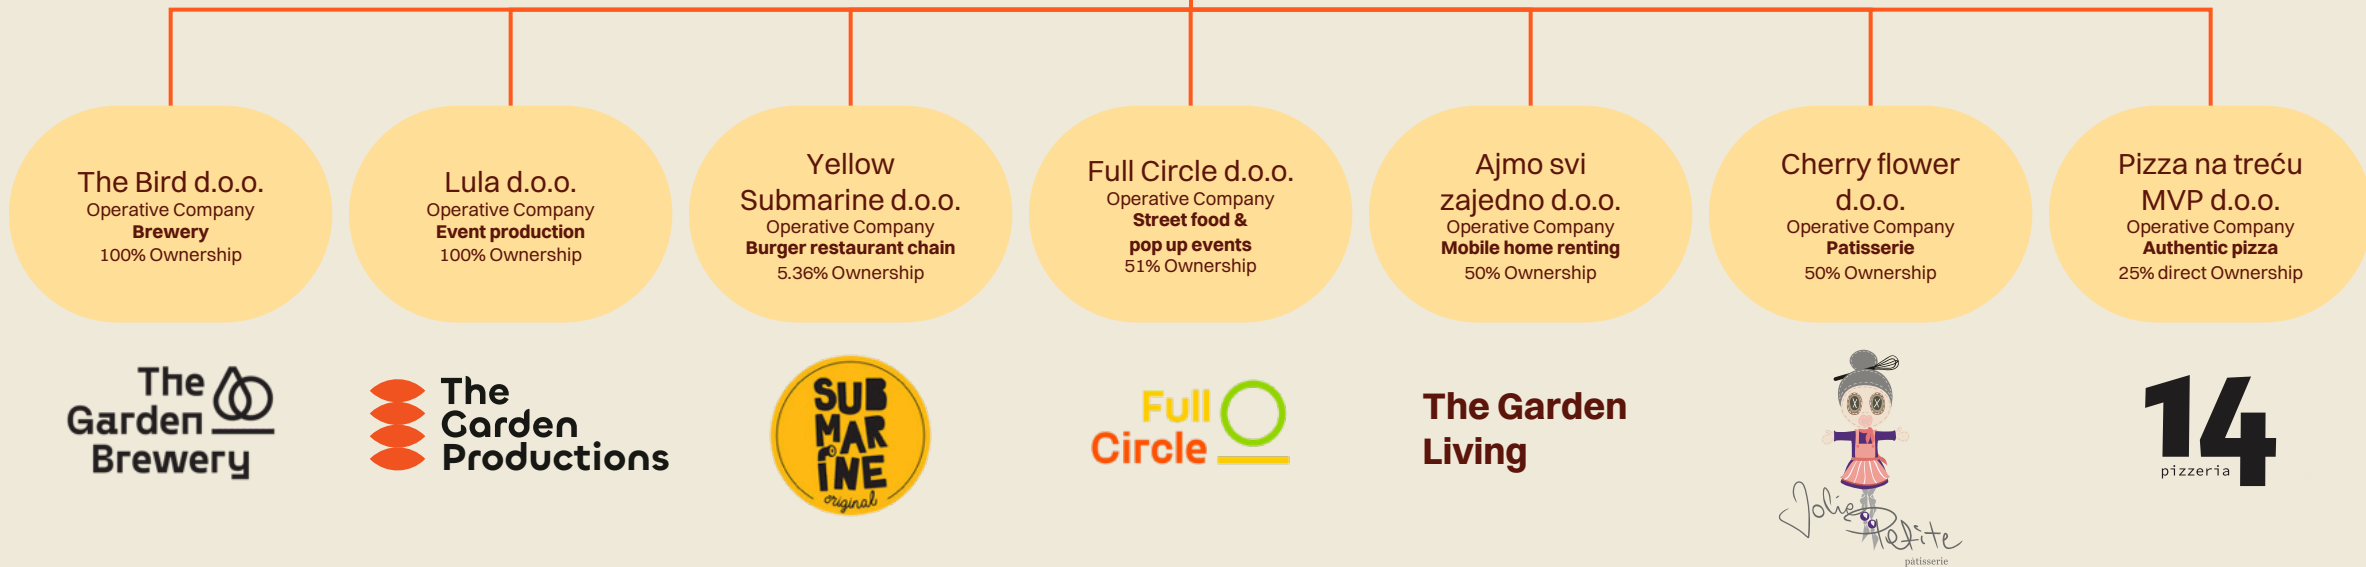 The Bird d.o.o.
Operative Company
Brewery
100% Ownership
Lula d.o.o.
Operative Company
Event production
100% Ownership
Yellow
Submarine d.o.o.
Operative Company
Burger restaurant chain
5.36% Ownership
Full Circle d.o.o.
Operative Company
Street food &
pop up events
51% Ownership
Ajmo svi
zajedno d.o.o.
Operative Company
Mobile home renting
50% Ownership
Cherry flower
d.o.o.
Operative Company
Patisserie
50% Ownership
Pizza na treću
MVP d.o.o.
Operative Company
Authentic pizza
25% direct Ownership
The
Garden
Brewery
The
Garden
Productions
SUB
MAR
INE
original
Full
Circle
The Garden
Living
Jolie
Petite
pâtisserie
14
pizzeria